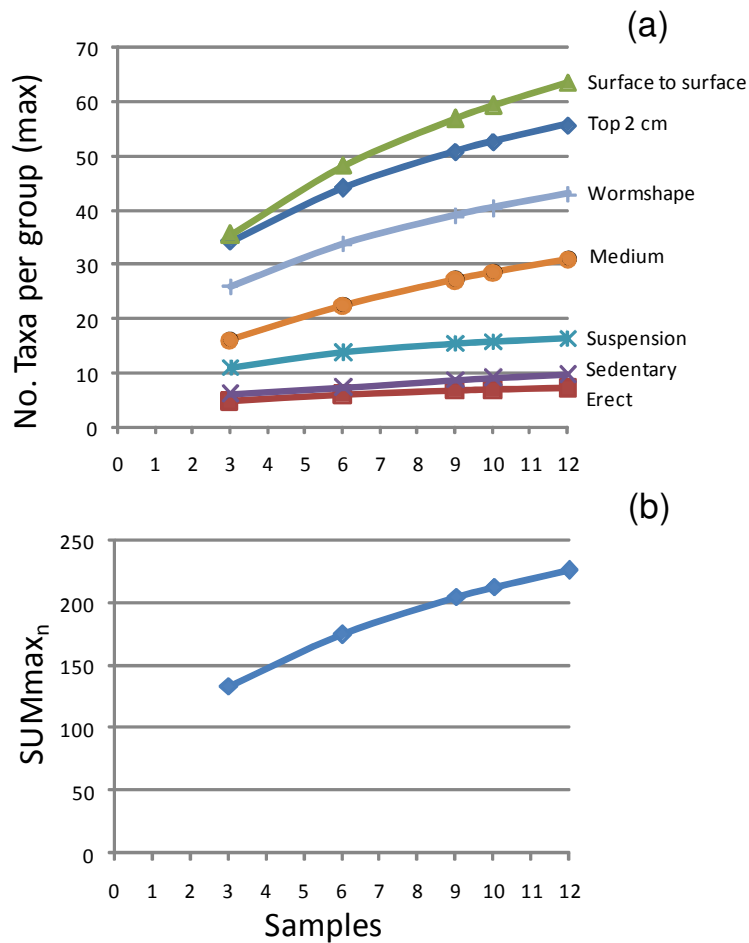 (a)
No. Taxa per group (max)
70
60
50
40
30
20
10
0
Surface to surface
Top 2 cm
Wormshape
Medium
Suspension
Sedentary
Erect
0 1 2 3 4 5 6 7 8 9 10 11 12
(b)
SUMmaxn
250
200
150
100
50
0
0 1 2 3 4 5 6 7 8 9 10 11 12
Samples